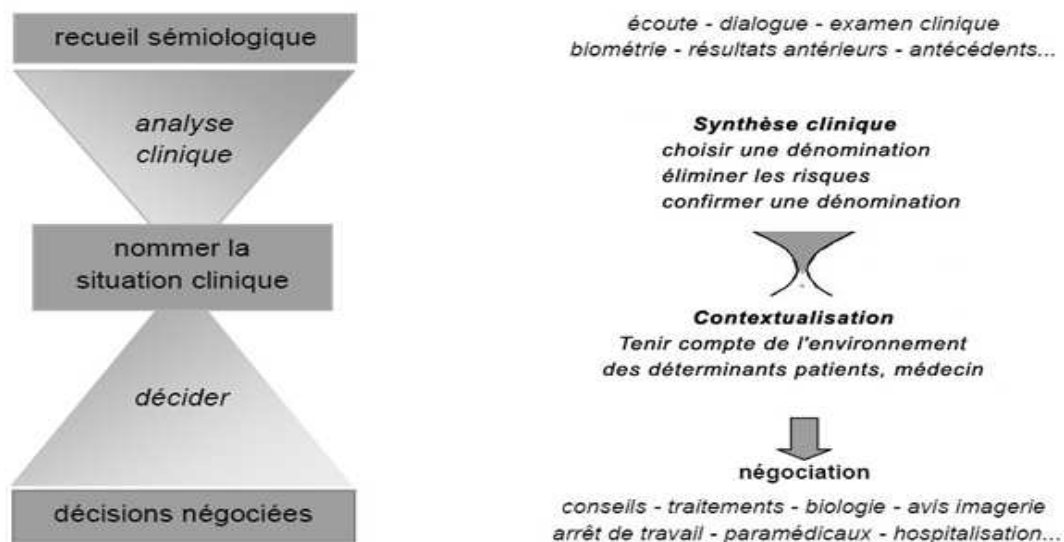 recueil sémiologique
analyse
clinique
nommer la
situation clinique
décider
décisions négociées
écoute - dialogue - examen clinique
biométrie - résultats antérieurs - antécédents...
Synthèse clinique
choisir une dénomination
éliminer les risques
confirmer une dénomination
Contextualisation
Tenir compte de l'environnement
des déterminants patients, médecin
négociation
conseils - traitements - biologie - avis imagerie
arrêt de travail - paramédicaux - hospitalisation...